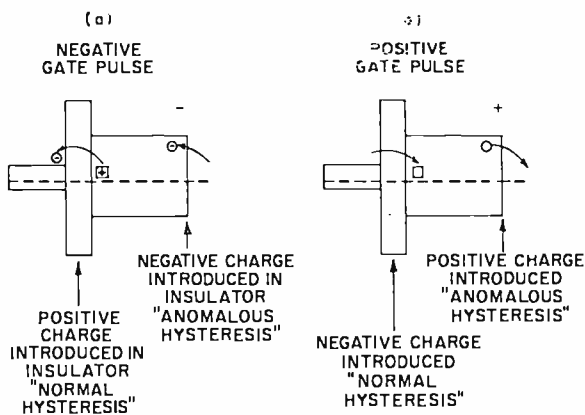 (a)
NEGATIVE
GATE PULSE
-
NEGATIVE CHARGE
INTRODUCED IN
INSULATOR
"ANOMALOUS
HYSTERESIS"
POSITIVE
CHARGE
INTRODUCED IN
INSULATOR
"NORMAL
HYSTERESIS"
POSITIVE
GATE PULSE
+
POSITIVE CHARGE
INTRODUCED
"ANOMALOUS
HYSTERESIS"
NEGATIVE CHARGE
INTRODUCED
"NORMAL
HYSTERESIS"